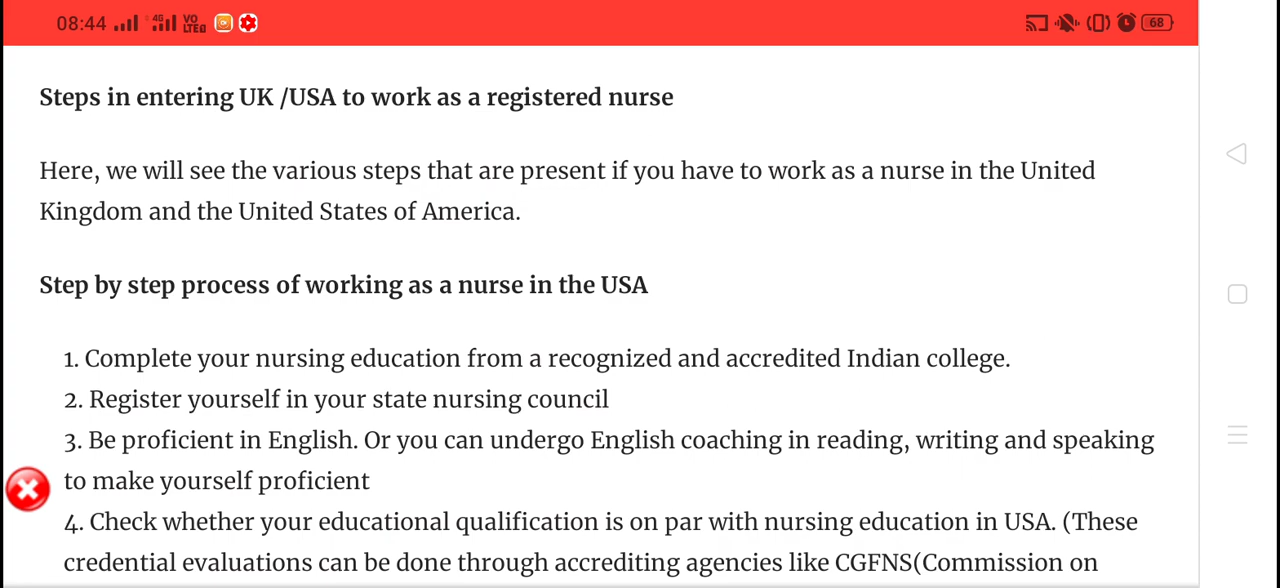 08:44 4G VO LTE 68
Steps in entering UK /USA to work as a registered nurse
Here, we will see the various steps that are present if you have to work as a nurse in the United
Kingdom and the United States of America.
Step by step process of working as a nurse in the USA
1. Complete your nursing education from a recognized and accredited Indian college.
2. Register yourself in your state nursing council
3. Be proficient in English. Or you can undergo English coaching in reading, writing and speaking
to make yourself proficient
4. Check whether your educational qualification is on par with nursing education in USA. (These
credential evaluations can be done through accrediting agencies like CGFNS(Commission on